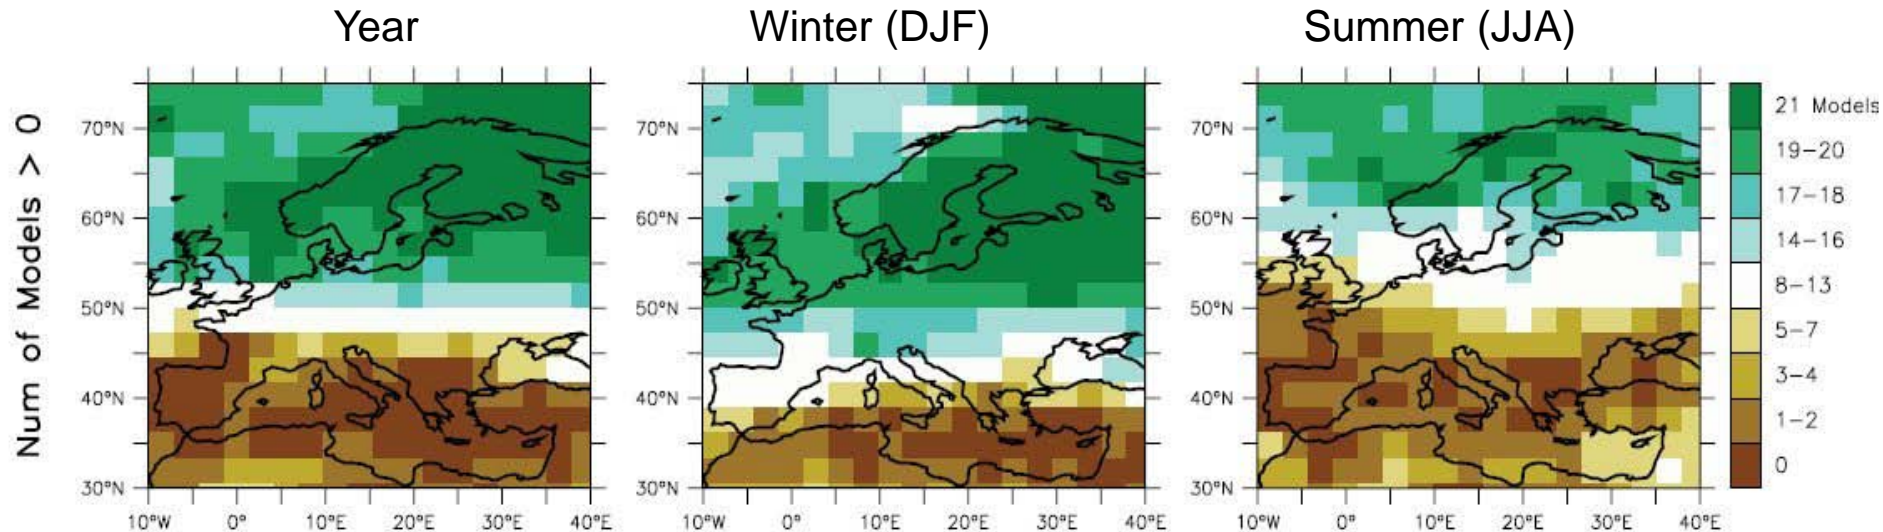 Year
Winter (DJF)
Summer (JJA)
Num of Models > 0
70°N
60°N
50°N
40°N
30°N
10°W 0° 10°E 20°E 30°E 40°E
70°N
60°N
50°N
40°N
30°N
10°W 0° 10°E 20°E 30°E 40°E
70°N
60°N
50°N
40°N
30°N
10°W 0° 10°E 20°E 30°E 40°E
21 Models
19-20
17-18
14-16
8-13
5-7
3-4
1-2
0